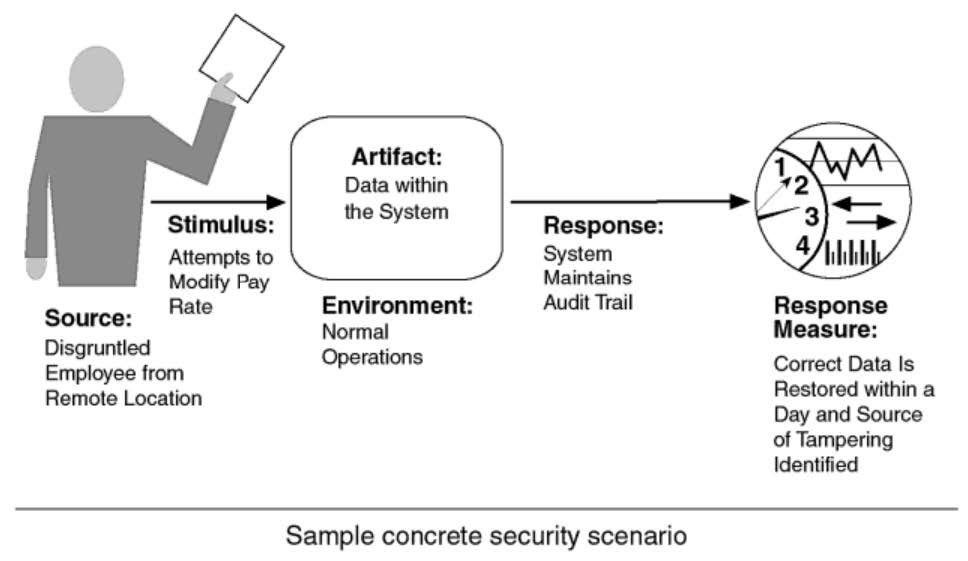 Artifact:
Data within
the System
Stimulus:
Attempts to
Modify Pay
Rate
Source:
Disgruntled
Employee from
Remote Location
Environment:
Normal
Operations
Response:
System
Maintains
Audit Trail
1
2
3
4
Response
Measure:
Correct Data Is
Restored within a
Day and Source
of Tampering
Identified
Sample concrete security scenario